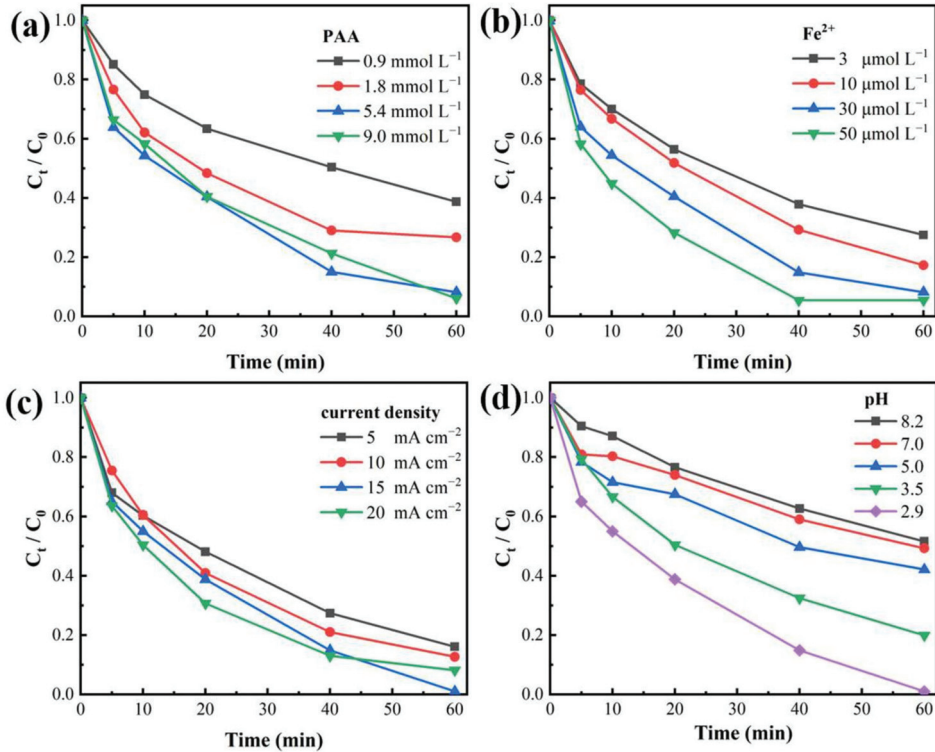 (a)
PAA
0.9 mmol L⁻¹
1.8 mmol L⁻¹
5.4 mmol L⁻¹
9.0 mmol L⁻¹
1.0
0.8
0.6
0.4
0.2
0.0
Cₜ / C₀
0 10 20 30 40 50 60
Time (min)
(b)
Fe²⁺
3 μmol L⁻¹
10 μmol L⁻¹
30 μmol L⁻¹
50 μmol L⁻¹
1.0
0.8
0.6
0.4
0.2
0.0
Cₜ / C₀
0 10 20 30 40 50 60
Time (min)
(c)
current density
5 mA cm⁻²
10 mA cm⁻²
15 mA cm⁻²
20 mA cm⁻²
1.0
0.8
0.6
0.4
0.2
0.0
Cₜ / C₀
0 10 20 30 40 50 60
Time (min)
(d)
pH
8.2
7.0
5.0
3.5
2.9
1.0
0.8
0.6
0.4
0.2
0.0
Cₜ / C₀
0 10 20 30 40 50 60
Time (min)